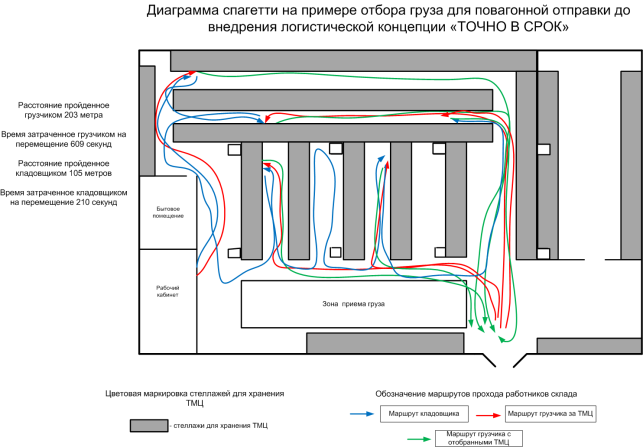 Диаграмма спагетти на примере отбора груза для повагонной отправки до
внедрения логистической концепции «ТОЧНО В СРОК»
Расстояние пройденное
грузчиком 203 метра
Время затраченное грузчиком на
перемещение 609 секунд
Расстояние пройденное
кладовщиком 105 метров
Время затраченное кладовщиком
на перемещение 210 секунд
Бытовое
помещение
Рабочий
кабинет
Зона приема груза
Цветовая маркировка стеллажей для хранения
ТМЦ
- стеллажи для хранения ТМЦ
Обозначение маршрутов прохода работников склада
Маршрут кладовщика
Маршрут грузчика за ТМЦ
Маршрут грузчика с
отобранными ТМЦ